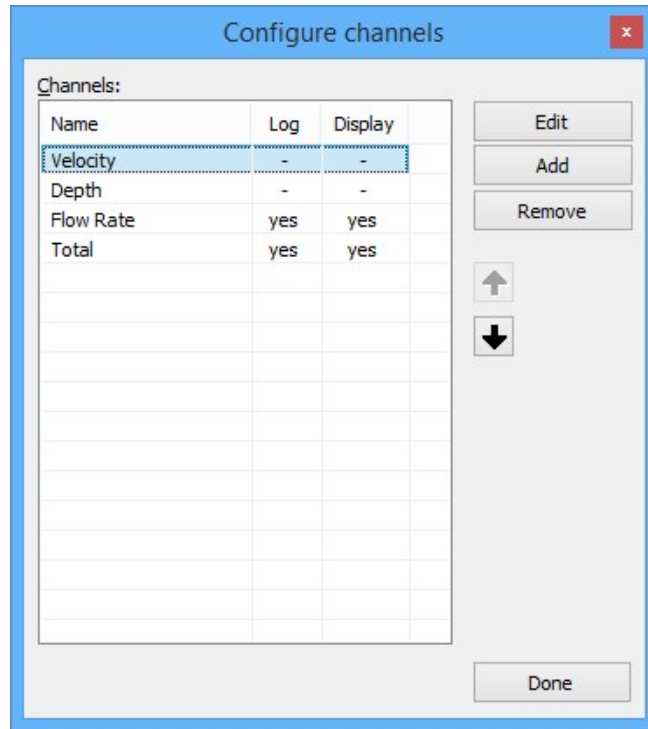 Configure channels
x
Channels:
Name Log Display
Velocity - -
Depth - -
Flow Rate yes yes
Total yes yes
Edit
Add
Remove
Done